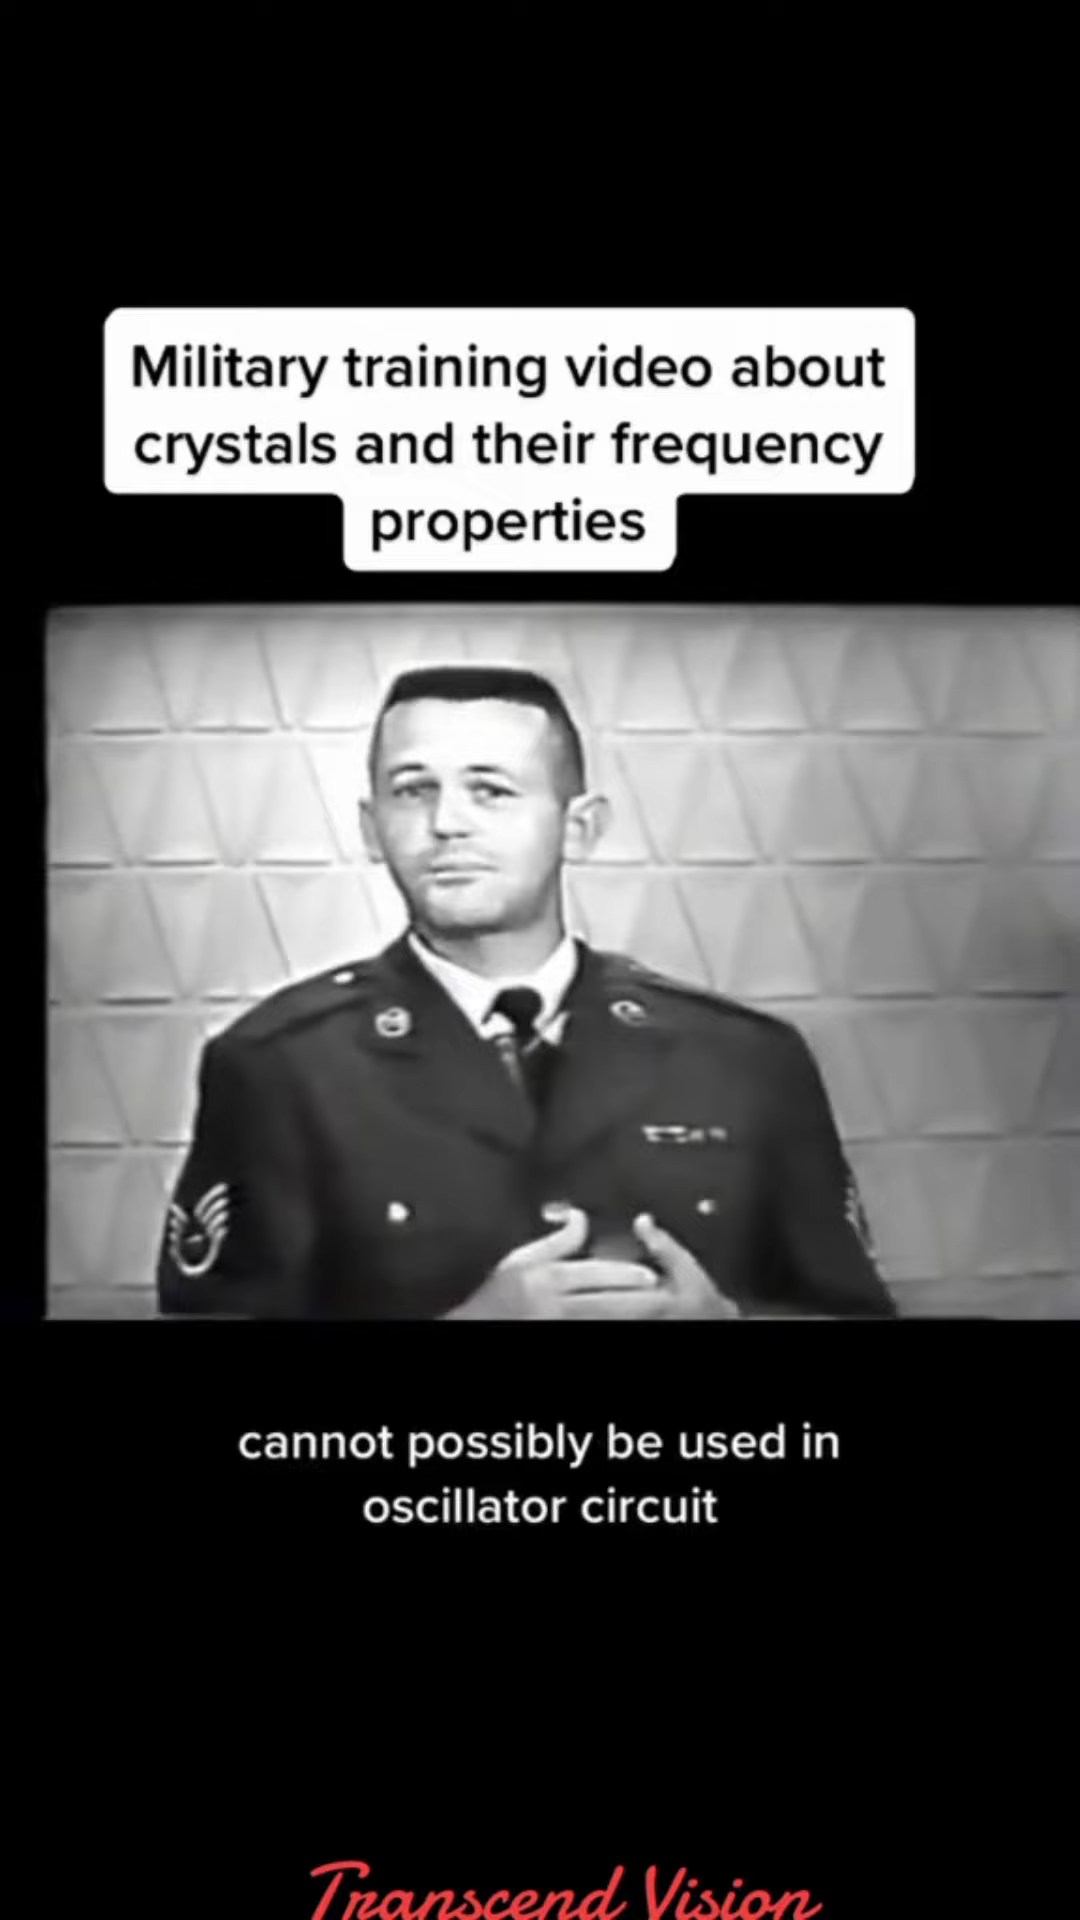 Military training video about
crystals and their frequency
properties
cannot possibly be used in
oscillator circuit
Transcend Vision